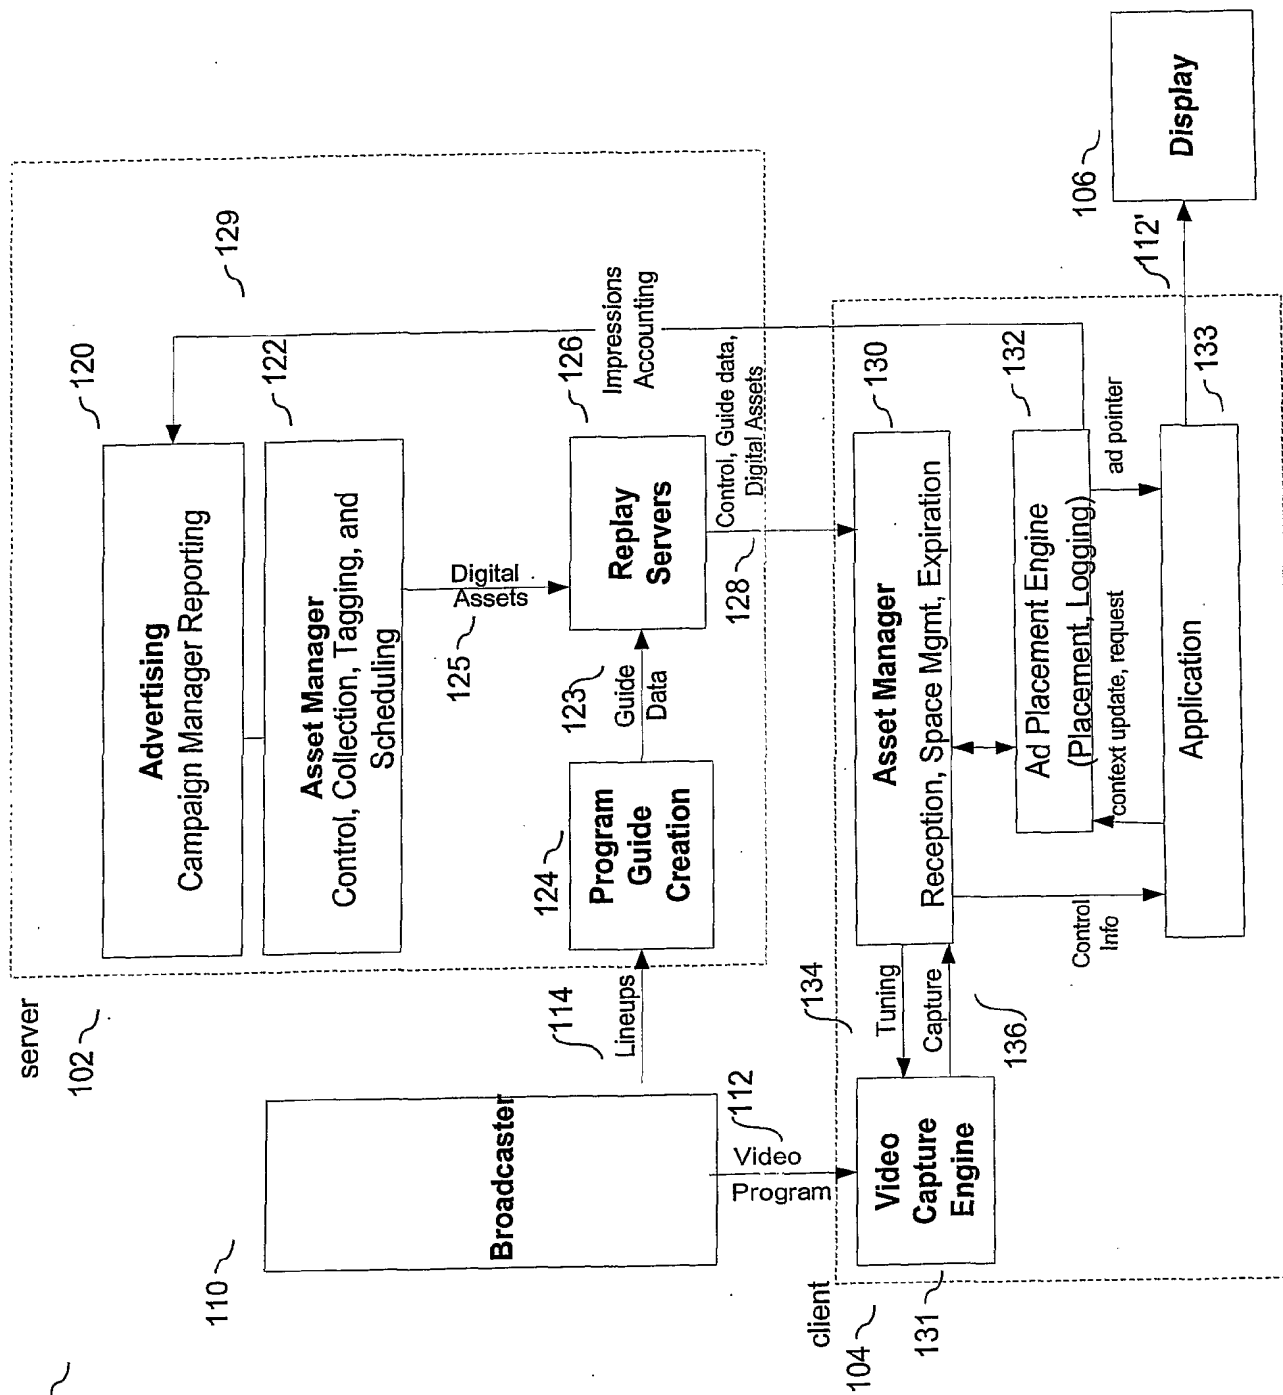 server
102
120
Advertising
Campaign Manager Reporting
129
122
Asset Manager
Control, Collection, Tagging, and
Scheduling
Digital
Assets
125
110
Broadcaster
114
Lineups
124
Program
Guide
Creation
123
Guide
Data
126
Replay
Servers
Impressions
Accounting
112
Video
Program
128
Control, Guide data,
Digital Assets
client
104
131
Video
Capture
Engine
134
Tuning
Capture
136
130
Asset Manager
Reception, Space Mgmt, Expiration
132
Ad Placement Engine
(Placement, Logging)
Control
Info
context update, request
ad pointer
133
Application
112'
106
Display